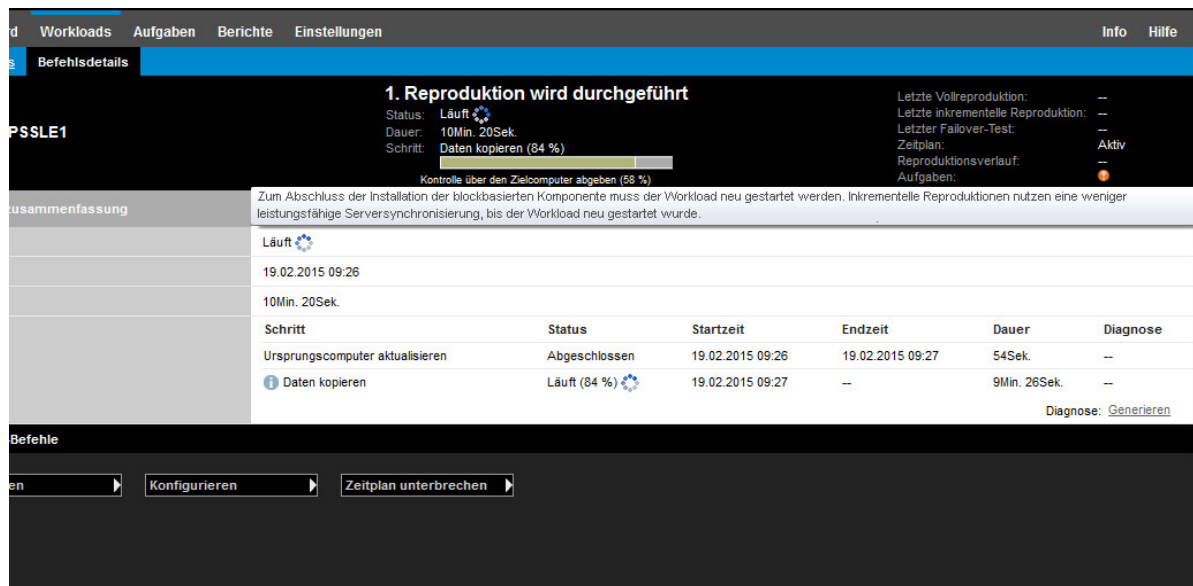 Workloads Aufgaben Berichte Einstellungen Info Hilfe
Befehlsdetails
1. Reproduktion wird durchgeführt
Status: Läuft
Dauer: 10Min. 20Sek.
Schritt: Daten kopieren (84 %)
Kontrolle über den Zielcomputer abgeben (58 %)
PSSLE1
Letzte Vollreproduktion: --
Letzte inkrementelle Reproduktion: --
Letzter Failover-Test: --
Zeitplan: Aktiv
Reproduktionsverlauf: --
Aufgaben:
Zum Abschluss der Installation der blockbasierten Komponente muss der Workload neu gestartet werden. Inkrementelle Reproduktionen nutzen eine weniger
leistungsfähige Serversynchronisierung, bis der Workload neu gestartet wurde.
zusammenfassung
Läuft
19.02.2015 09:26
10Min. 20Sek.
Schritt Status Startzeit Endzeit Dauer Diagnose
Ursprungscomputer aktualisieren Abgeschlossen 19.02.2015 09:26 19.02.2015 09:27 54Sek. --
Daten kopieren Läuft (84 %) 19.02.2015 09:27 -- 9Min. 26Sek. --
Diagnose: Generieren
-Befehle
en Konfigurieren Zeitplan unterbrechen